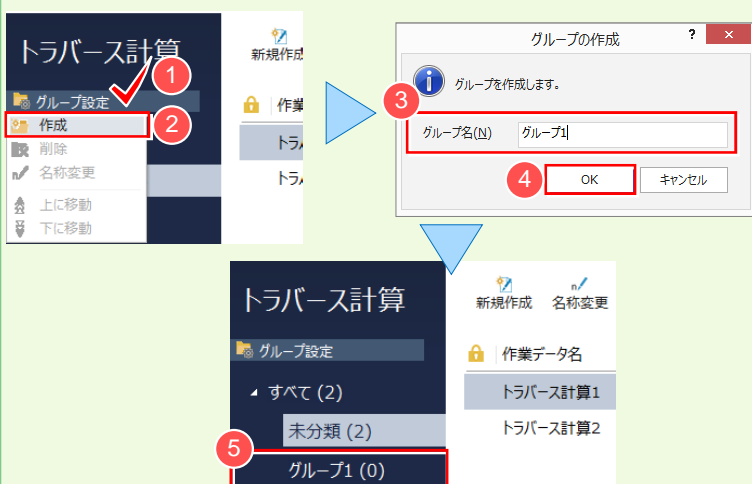 トラバース計算
新規作成
1
グループ設定
作業
作成
2
削除
トラ
名称変更
トラ
上に移動
下に移動
グループの作成
?
×
グループを作成します。
3
グループ名(N)
グループ1
4
OK
キャンセル
トラバース計算
新規作成
名称変更
グループ設定
作業データ名
すべて (2)
トラバース計算1
未分類 (2)
トラバース計算2
5
グループ1 (0)